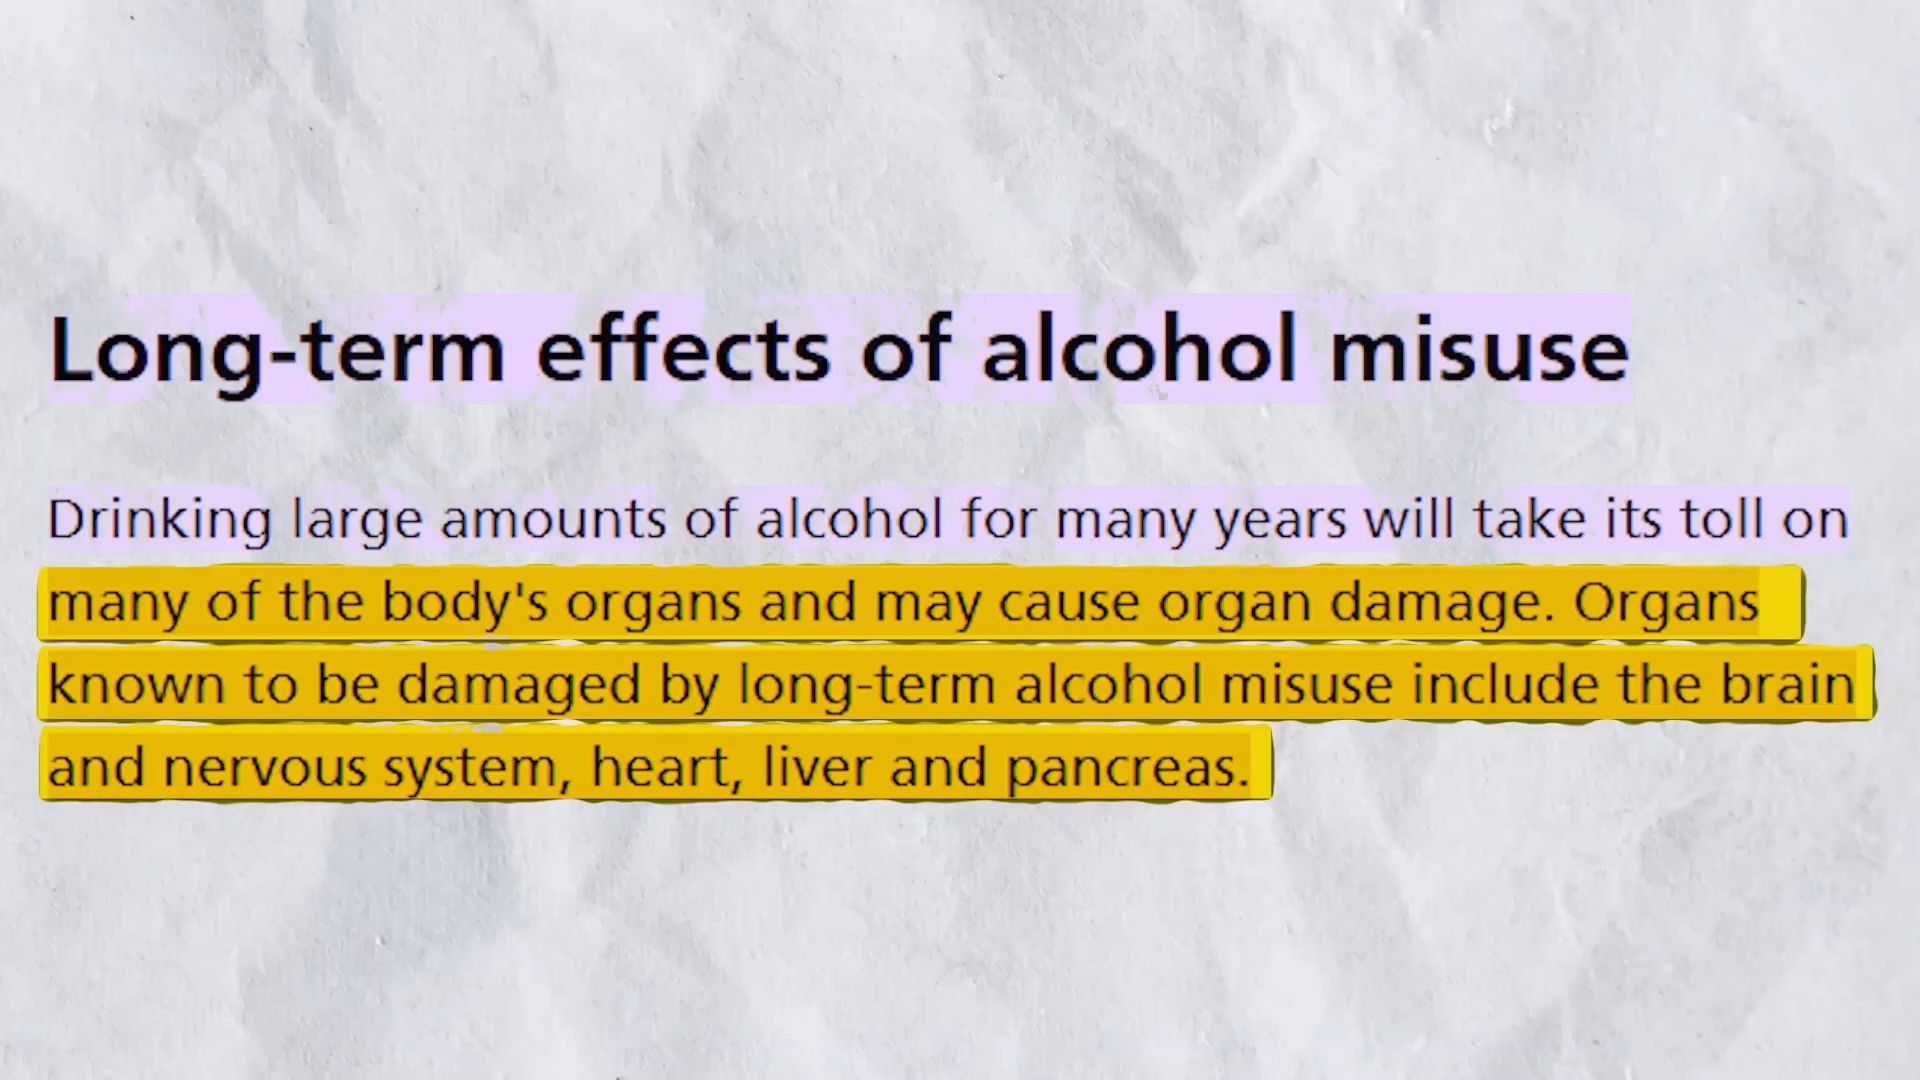 Long-term effects of alcohol misuse
Drinking large amounts of alcohol for many years will take its toll on
many of the body's organs and may cause organ damage. Organs
known to be damaged by long-term alcohol misuse include the brain
and nervous system, heart, liver and pancreas.